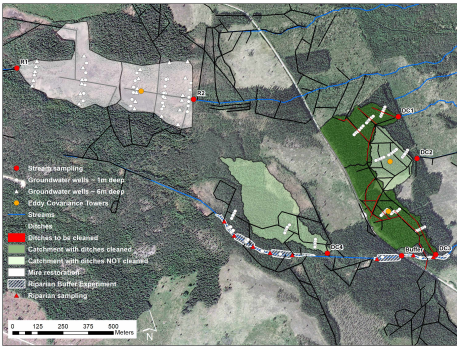 R1
R2
DC1
DC2
Stream sampling
Groundwater wells ~ 1m deep
Groundwater wells ~ 6m deep
Eddy Covariance Towers
Streams
Ditches
Ditches to be cleaned
Catchment with ditches cleaned
Catchment with ditches NOT cleaned
Mire restoration
Riparian Buffer Experiment
Riparian sampling
DC4
Buffer
DC3
0 125 250 375 500
Meters
N